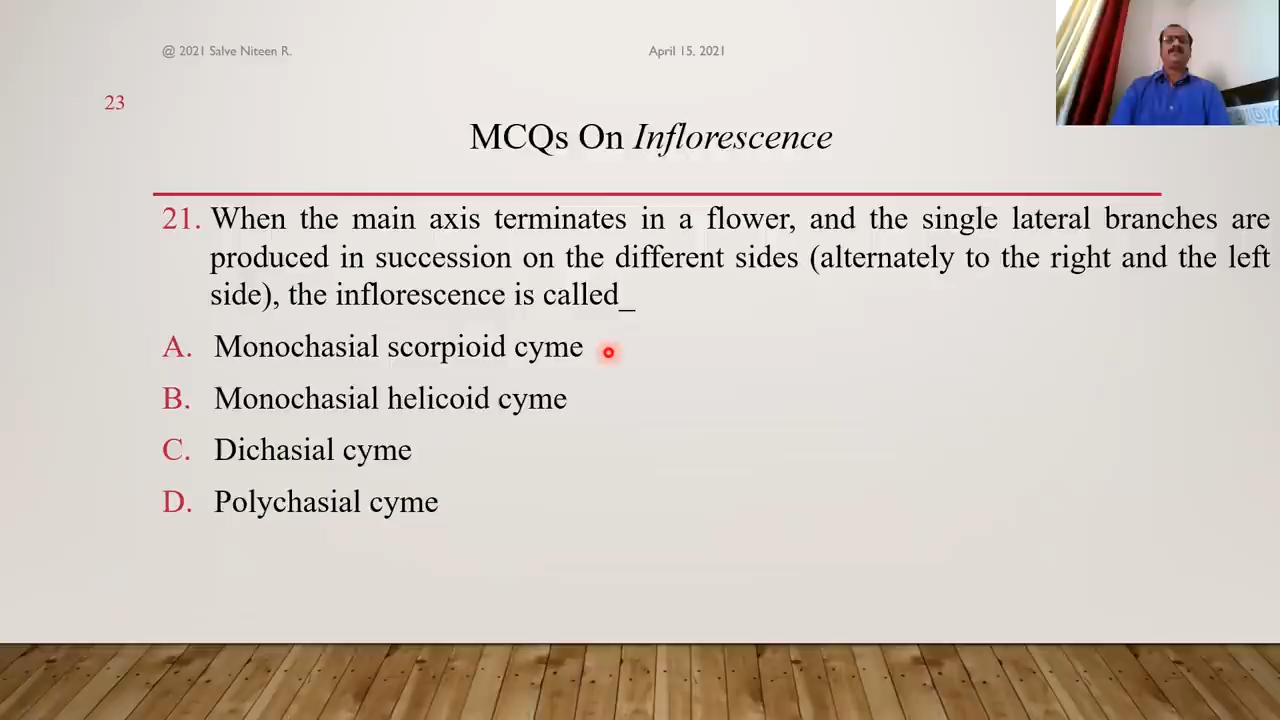 @ 2021 Salve Niteen R.
April 15, 2021
23
MCQs On Inflorescence
21. When the main axis terminates in a flower, and the single lateral branches are
produced in succession on the different sides (alternately to the right and the left
side), the inflorescence is called_
A. Monochasial scorpioid cyme
B. Monochasial helicoid cyme
C. Dichasial cyme
D. Polychasial cyme